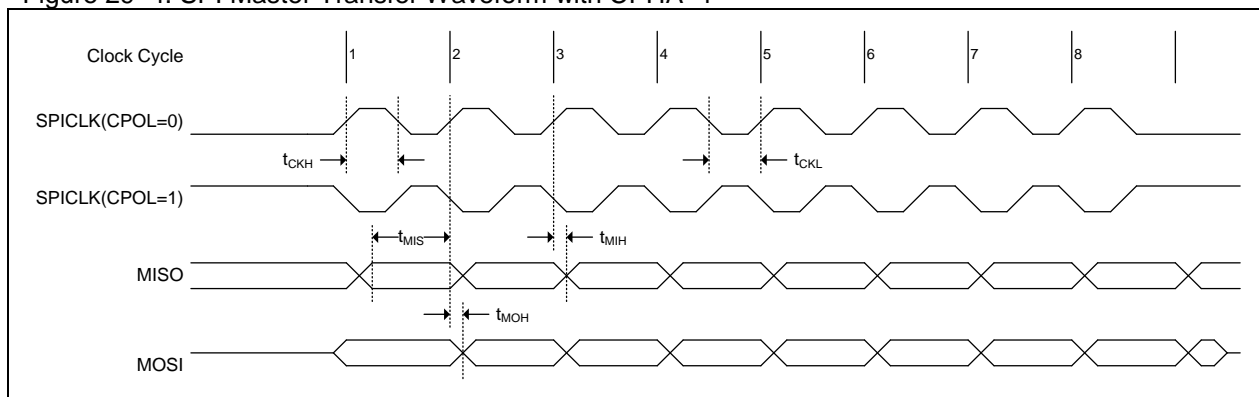 Clock Cycle 1 2 3 4 5 6 7 8
SPICLK(CPOL=0)
tCKH tCKL
SPICLK(CPOL=1)
tMIS tMIH
MISO
tMOH
MOSI